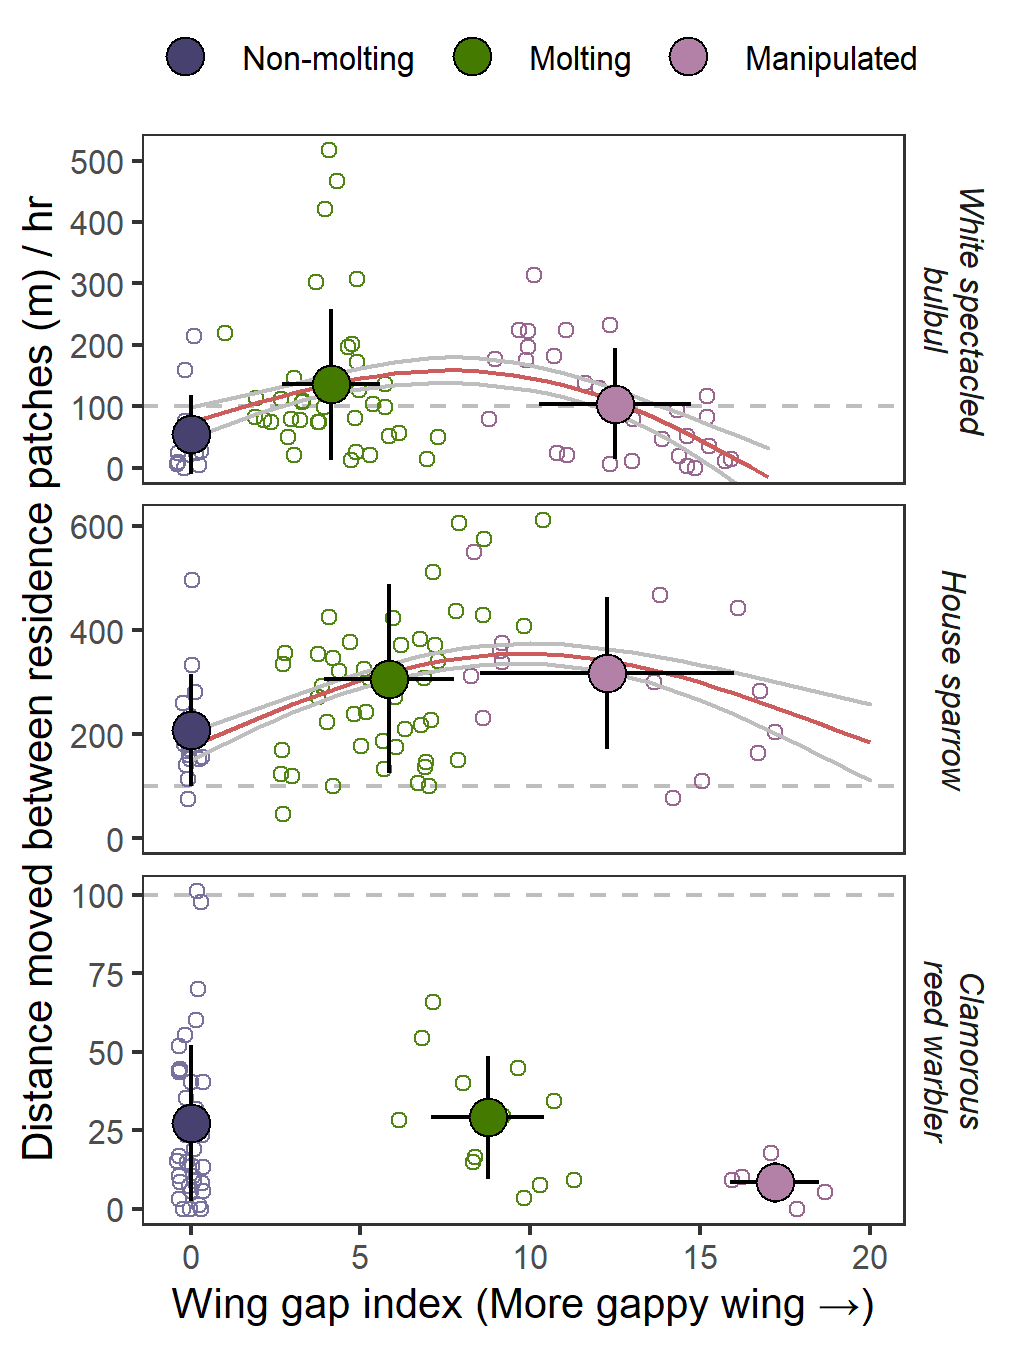 Non-molting Molting Manipulated
Distance moved between residence patches (m) / hr
500
400
300
200
100
0
White spectacled
bulbul
600
400
200
0
House sparrow
100
75
50
25
0
Clamorous
reed warbler
0 5 10 15 20
Wing gap index (More gappy wing →)